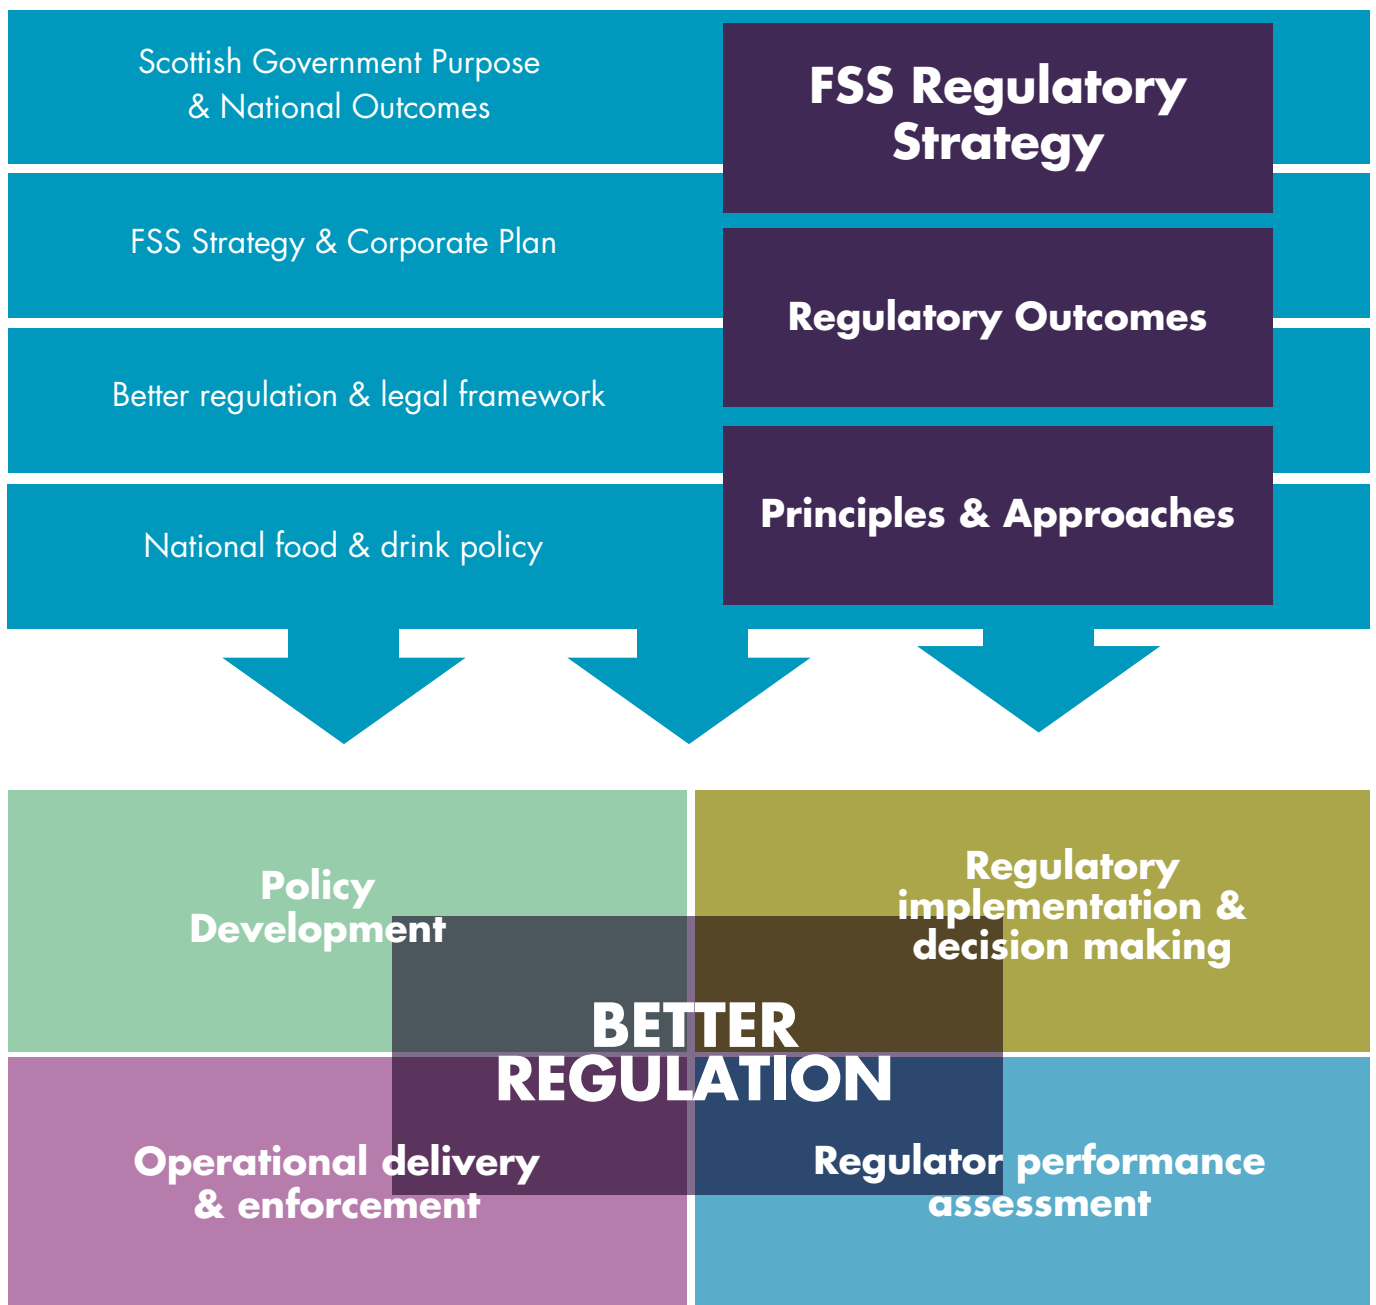 Scottish Government Purpose
& National Outcomes
FSS Strategy & Corporate Plan
Better regulation & legal framework
National food & drink policy
FSS Regulatory
Strategy
Regulatory Outcomes
Principles & Approaches
Policy
Development
Regulatory
implementation &
decision making
BETTER
REGULATION
Operational delivery
& enforcement
Regulator performance
assessment